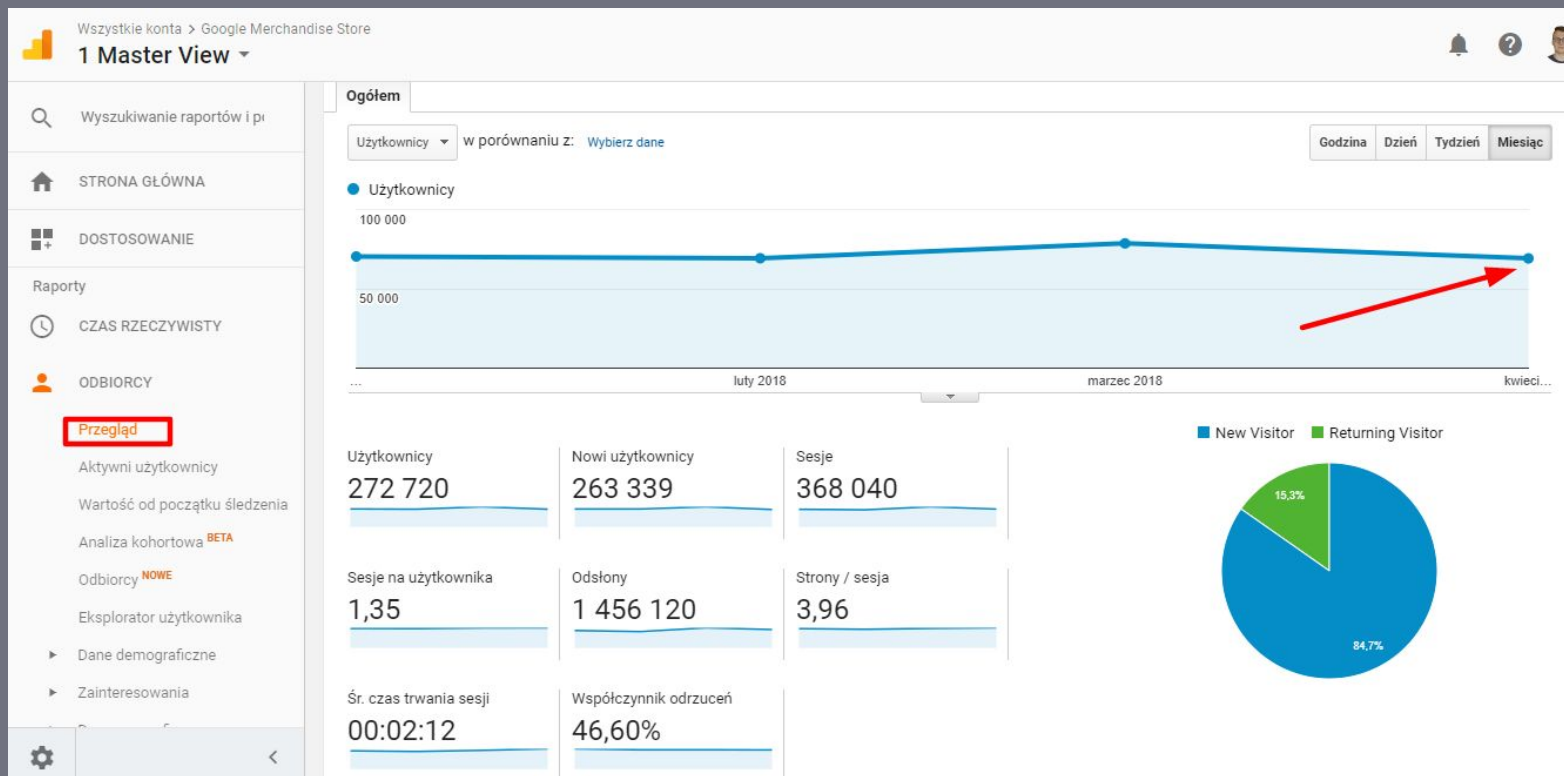 Wszystkie konta > Google Merchandise Store
1 Master View
Wyszukiwanie raportów i po
STRONA GŁÓWNA
DOSTOSOWANIE
Raporty
CZAS RZECZYWISTY
ODBIORCY
Przegląd
Aktywni użytkownicy
Wartość od początku śledzenia
Analiza kohortowa BETA
Odbiorcy NOWE
Eksplorator użytkownika
Dane demograficzne
Zainteresowania
Ogółem
Użytkownicy w porównaniu z: Wybierz dane
Godzina Dzień Tydzień Miesiąc
Użytkownicy
100 000
50 000
... luty 2018 marzec 2018 kwieci...
New Visitor Returning Visitor
15,3%
84,7%
Użytkownicy Nowi użytkownicy Sesje
272 720 263 339 368 040
Sesje na użytkownika Odsłony Strony / sesja
1,35 1 456 120 3,96
Śr. czas trwania sesji Współczynnik odrzuceń
00:02:12 46,60%